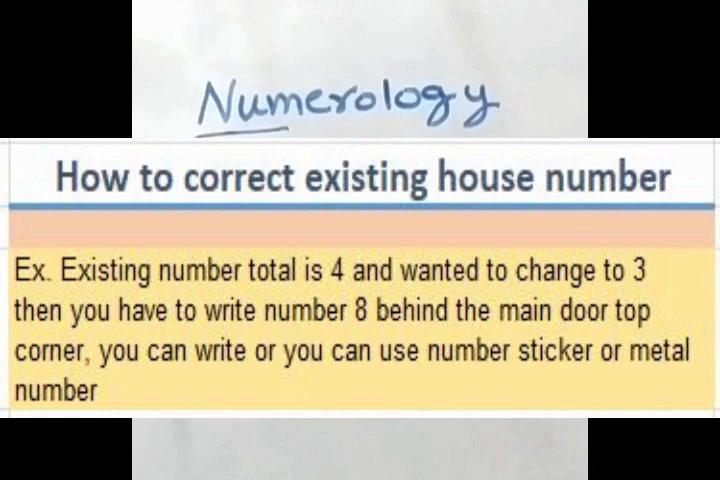 Numerology
How to correct existing house number
Ex. Existing number total is 4 and wanted to change to 3
then you have to write number 8 behind the main door top
corner, you can write or you can use number sticker or metal
number